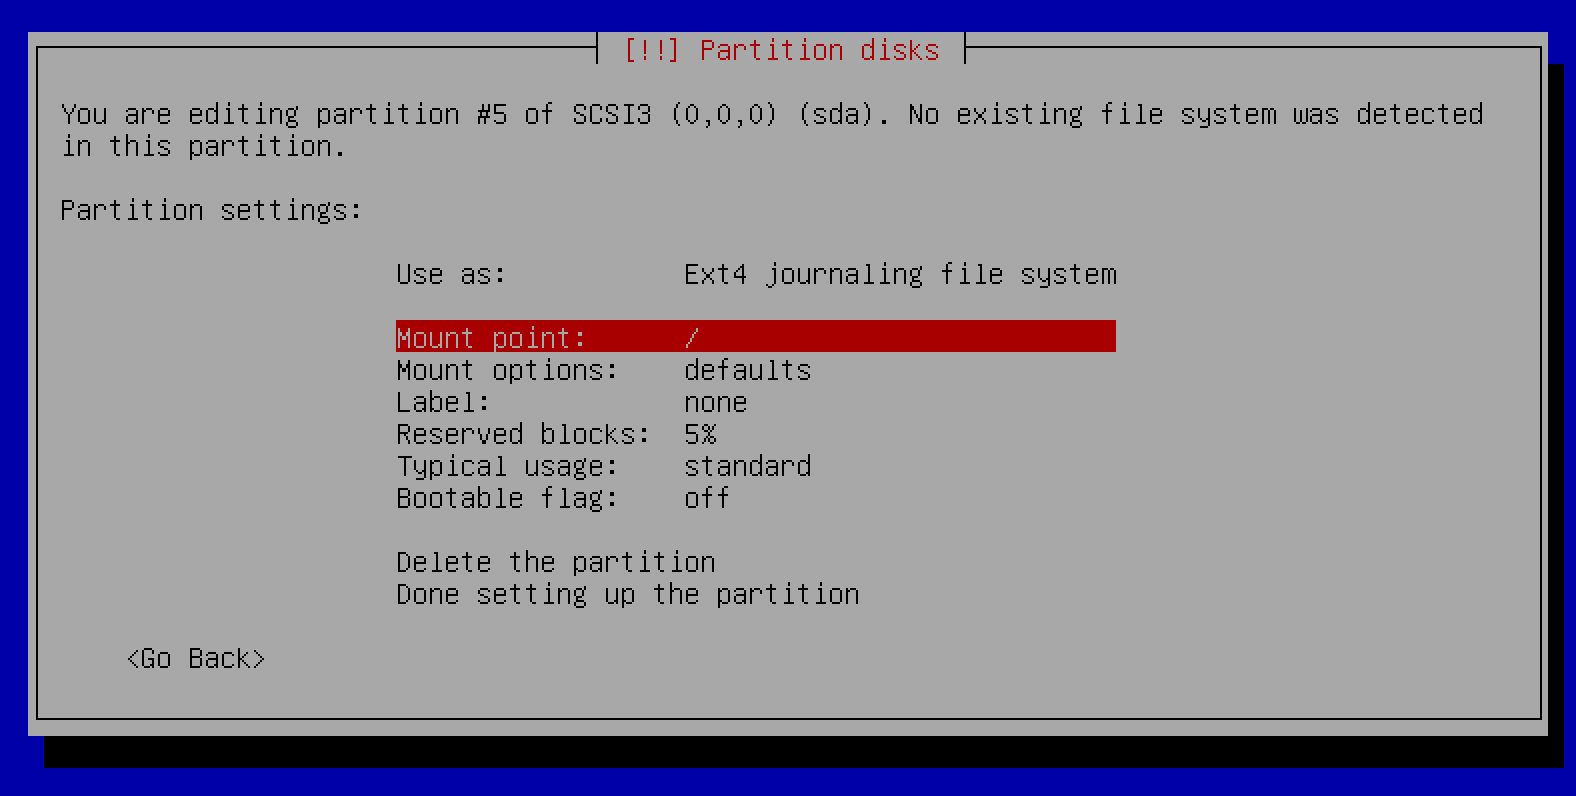 [!!] Partition disks
You are editing partition #5 of SCSI3 (0,0,0) (sda). No existing file system was detected
in this partition.
Partition settings:
Use as: Ext4 journaling file system
Mount point: /
Mount options: defaults
Label: none
Reserved blocks: 5%
Typical usage: standard
Bootable flag: off
Delete the partition
Done setting up the partition
<Go Back>